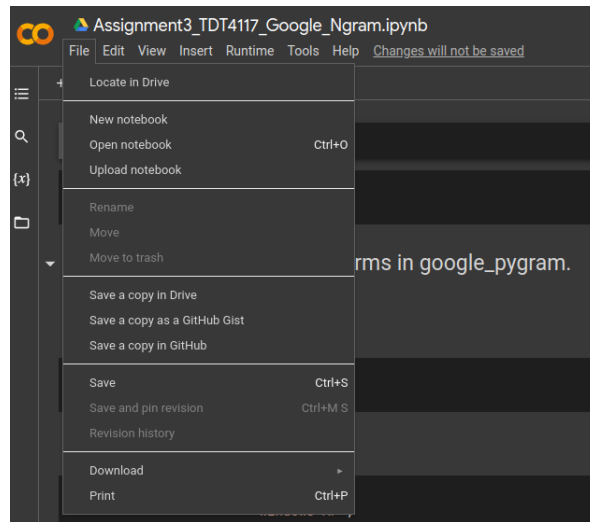 Assignment3_TDT4117_Google_Ngram.ipynb
File Edit View Insert Runtime Tools Help Changes will not be saved
+
Locate in Drive
New notebook
Open notebook Ctrl+O
Upload notebook
{x}
Rename
Move
Move to trash
rms in google_pygram.
Save a copy in Drive
Save a copy as a GitHub Gist
Save a copy in GitHub
Save Ctrl+S
Save and pin revision Ctrl+M S
Revision history
Download
Print Ctrl+P